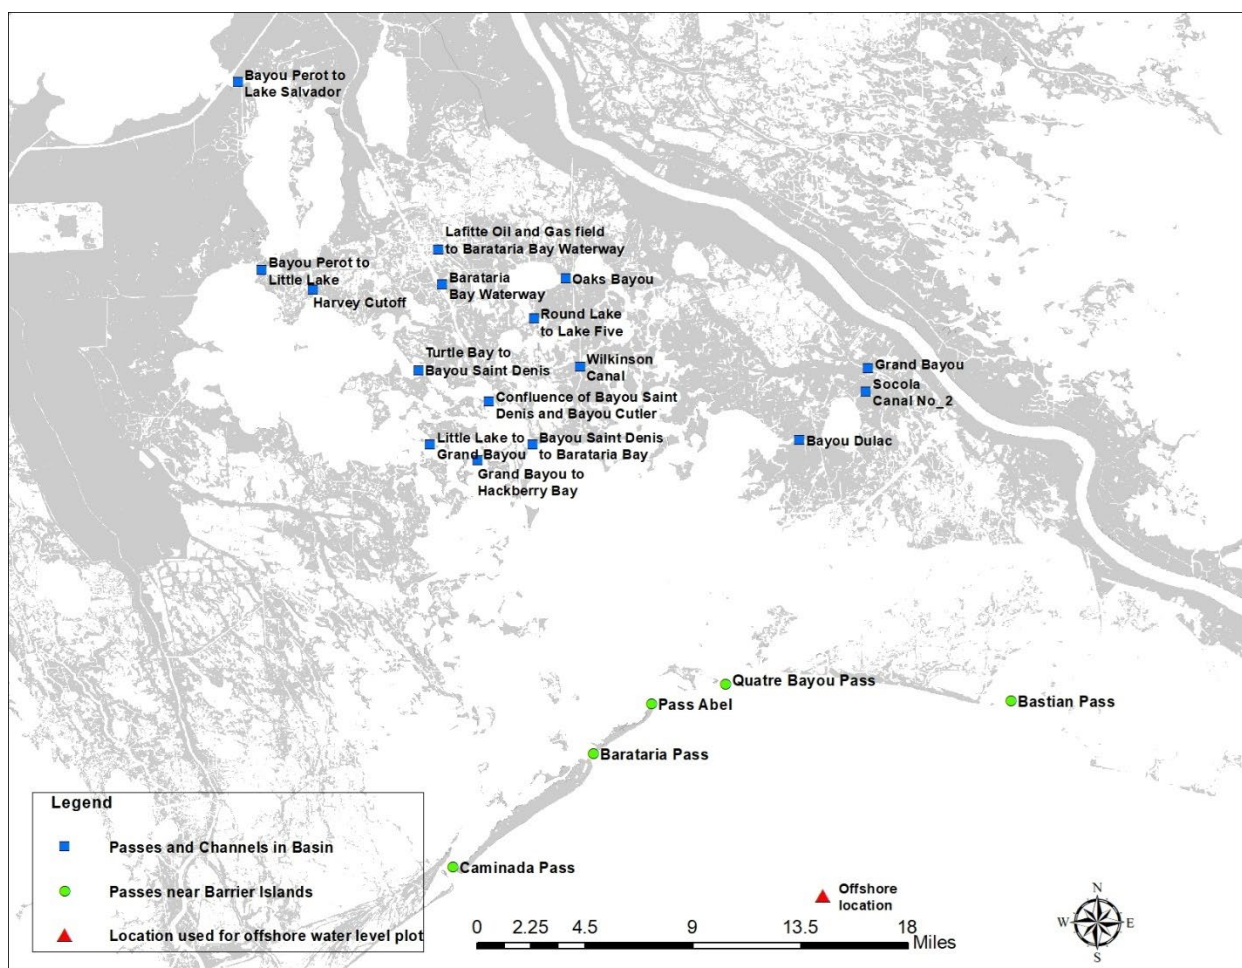 Bayou Perot to
Lake Salvador
Lafitte Oil and Gas field
to Barataria Bay Waterway
Bayou Perot to
Little Lake
Harvey Cutoff
Barataria
Bay Waterway
Oaks Bayou
Round Lake
to Lake Five
Turtle Bay to
Bayou Saint Denis
Wilkinson
Canal
Grand Bayou
Socola
Canal No_2
Confluence of Bayou Saint
Denis and Bayou Cutler
Little Lake to
Grand Bayou
Bayou Saint Denis
to Barataria Bay
Bayou Dulac
Grand Bayou to
Hackberry Bay
Quatre Bayou Pass
Pass Abel
Bastian Pass
Barataria Pass
Caminada Pass
Legend
Passes and Channels in Basin
Passes near Barrier Islands
Location used for offshore water level plot
Offshore
location
0 2.25 4.5 9 13.5 18
Miles
N
W E
S